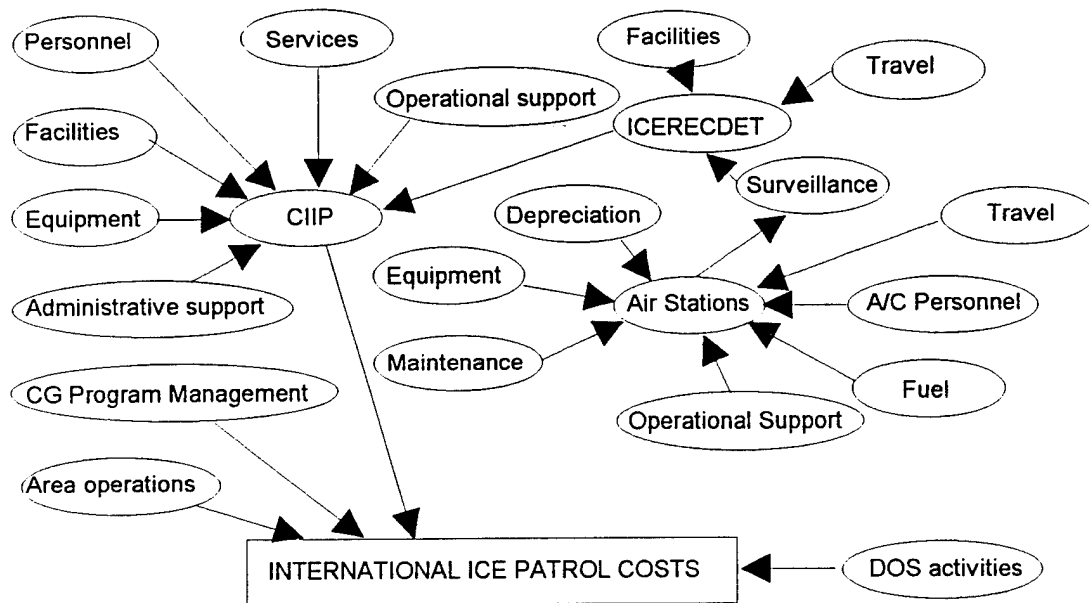 Personnel
Services
Facilities
Travel
Operational support
Facilities
ICERECDET
Surveillance
Equipment
CIIP
Depreciation
Travel
Equipment
Administrative support
Air Stations
A/C Personnel
Maintenance
CG Program Management
Fuel
Operational Support
Area operations
INTERNATIONAL ICE PATROL COSTS
DOS activities